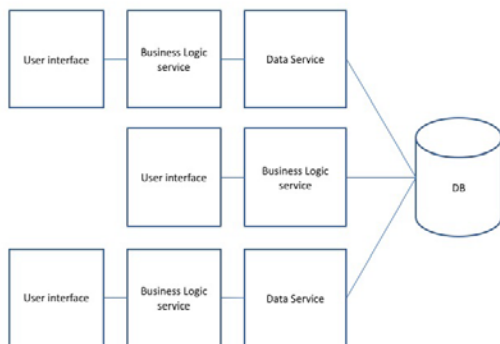 User interface
Business Logic
service
Data Service
User interface
Business Logic
service
DB
User interface
Business Logic
service
Data Service